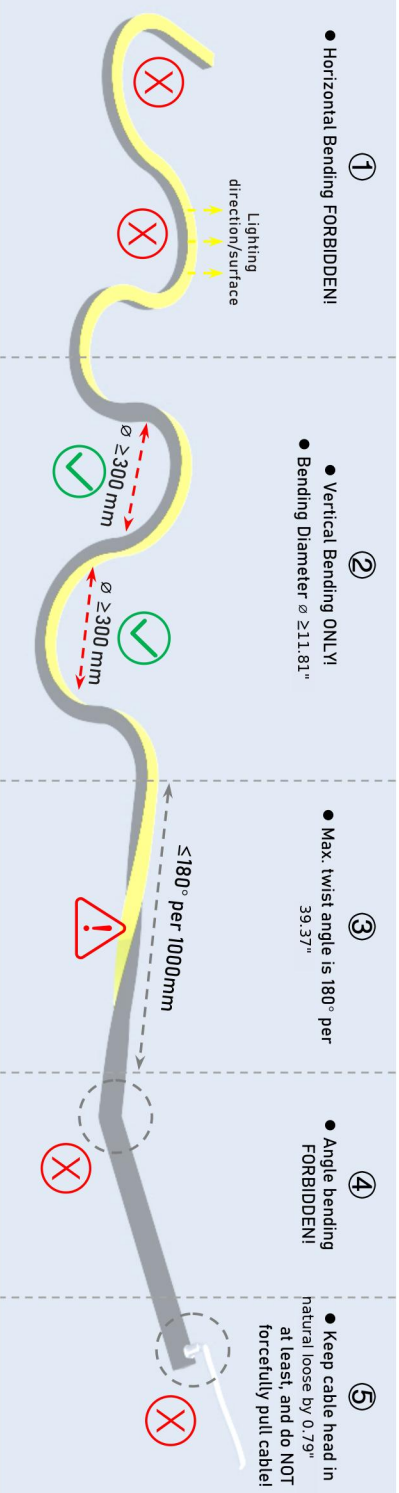 ①
● Horizontal Bending FORBIDDEN!
Lighting
direction/surface
②
● Vertical Bending ONLY!
● Bending Diameter ⌀ ≥11.81"
⌀ ≥300 mm
⌀ ≥300 mm
③
● Max. twist angle is 180° per
39.37"
≤180° per 1000mm
④
● Angle bending
FORBIDDEN!
⑤
● Keep cable head in
natural loose by 0.79"
at least, and do NOT
forcefully pull cable!